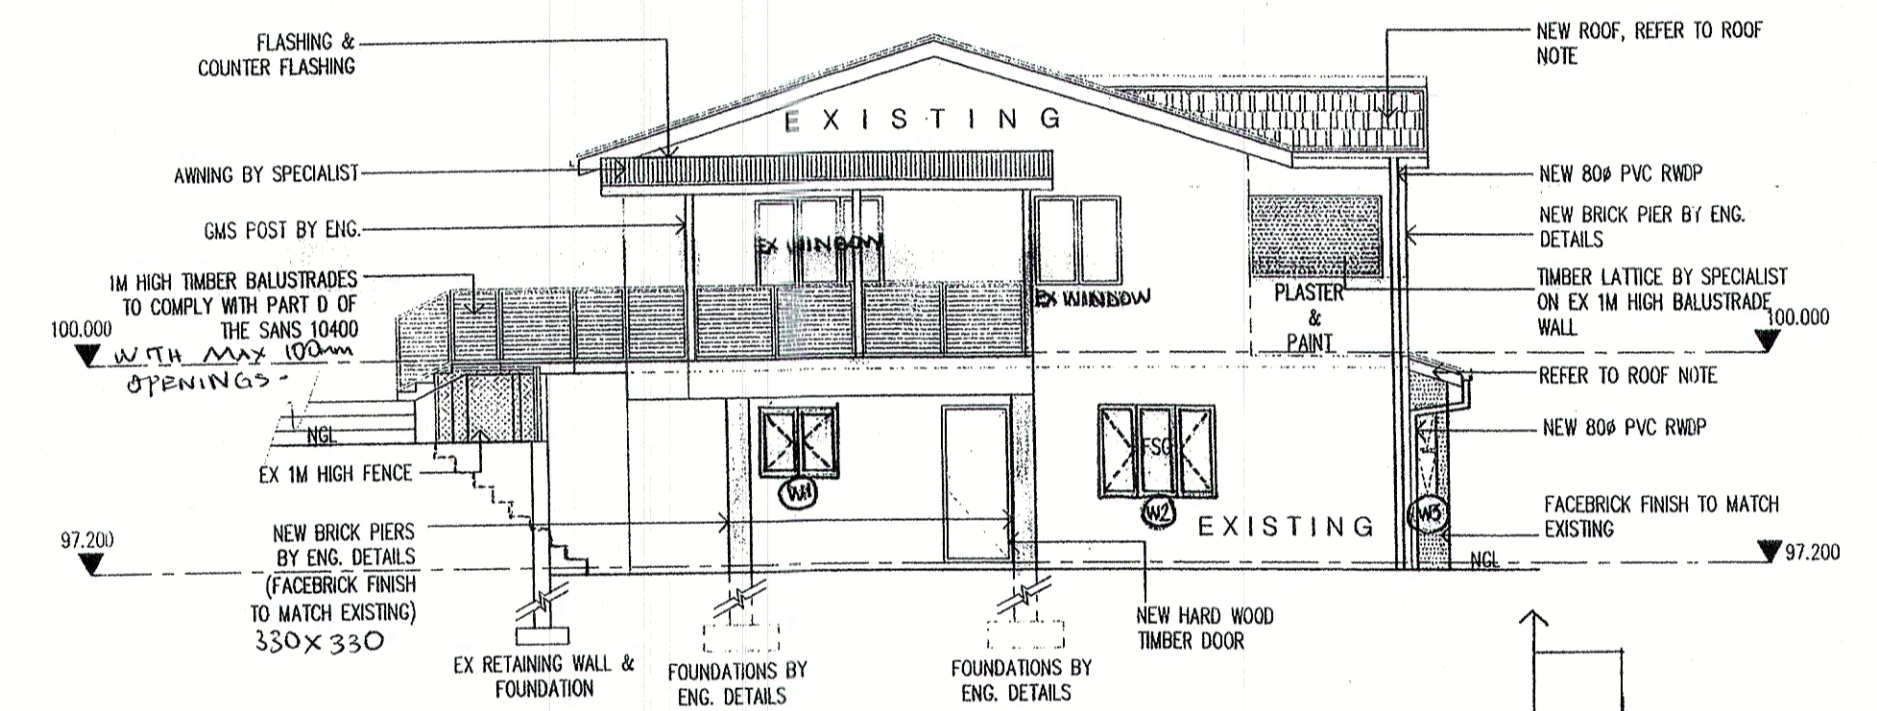 FLASHING &
COUNTER FLASHING
NEW ROOF, REFER TO ROOF
NOTE
EXISTING
AWNING BY SPECIALIST
NEW 80ø PVC RWDP
GMS POST BY ENG.
NEW BRICK PIER BY ENG.
DETAILS
EX WINDOW
1M HIGH TIMBER BALUSTRADES
TO COMPLY WITH PART D OF
THE SANS 10400
WITH MAX 100mm
OPENINGS-
100.000
EX WINDOW
PLASTER
&
PAINT
TIMBER LATTICE BY SPECIALIST
ON EX 1M HIGH BALUSTRADE
WALL
100.000
REFER TO ROOF NOTE
NGL
NEW 80ø PVC RWDP
EX 1M HIGH FENCE
FSG
W1
W2
W3
EXISTING
FACEBRICK FINISH TO MATCH
EXISTING
97.200
NEW BRICK PIERS
BY ENG. DETAILS
(FACEBRICK FINISH
TO MATCH EXISTING)
330X330
NGL
97.200
NEW HARD WOOD
TIMBER DOOR
EX RETAINING WALL &
FOUNDATION
FOUNDATIONS BY
ENG. DETAILS
FOUNDATIONS BY
ENG. DETAILS